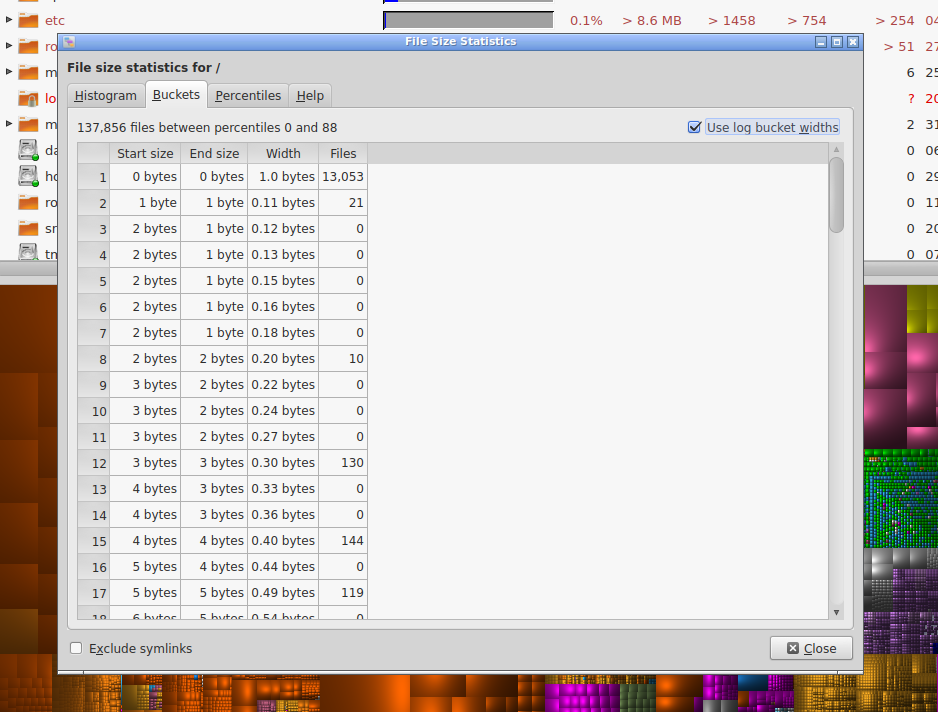 etc 0.1% > 8.6 MB > 1458 > 754 > 254 04
File Size Statistics
ro > 51 27
File size statistics for /
m 6 25
Histogram Buckets Percentiles Help
lo ? 20
137,856 files between percentiles 0 and 88 Use log bucket widths
m 2 31
Start size End size Width Files
da 0 06
1 0 bytes 0 bytes 1.0 bytes 13,053
ho 0 29
2 1 byte 1 byte 0.11 bytes 21
ro 0 11
3 2 bytes 1 byte 0.12 bytes 0
sr 0 20
4 2 bytes 1 byte 0.13 bytes 0
tm 0 07
5 2 bytes 1 byte 0.15 bytes 0
6 2 bytes 1 byte 0.16 bytes 0
7 2 bytes 1 byte 0.18 bytes 0
8 2 bytes 2 bytes 0.20 bytes 10
9 3 bytes 2 bytes 0.22 bytes 0
10 3 bytes 2 bytes 0.24 bytes 0
11 3 bytes 2 bytes 0.27 bytes 0
12 3 bytes 3 bytes 0.30 bytes 130
13 4 bytes 3 bytes 0.33 bytes 0
14 4 bytes 3 bytes 0.36 bytes 0
15 4 bytes 4 bytes 0.40 bytes 144
16 5 bytes 4 bytes 0.44 bytes 0
17 5 bytes 5 bytes 0.49 bytes 119
18 6 bytes 5 bytes 0.54 bytes 0
Exclude symlinks Close